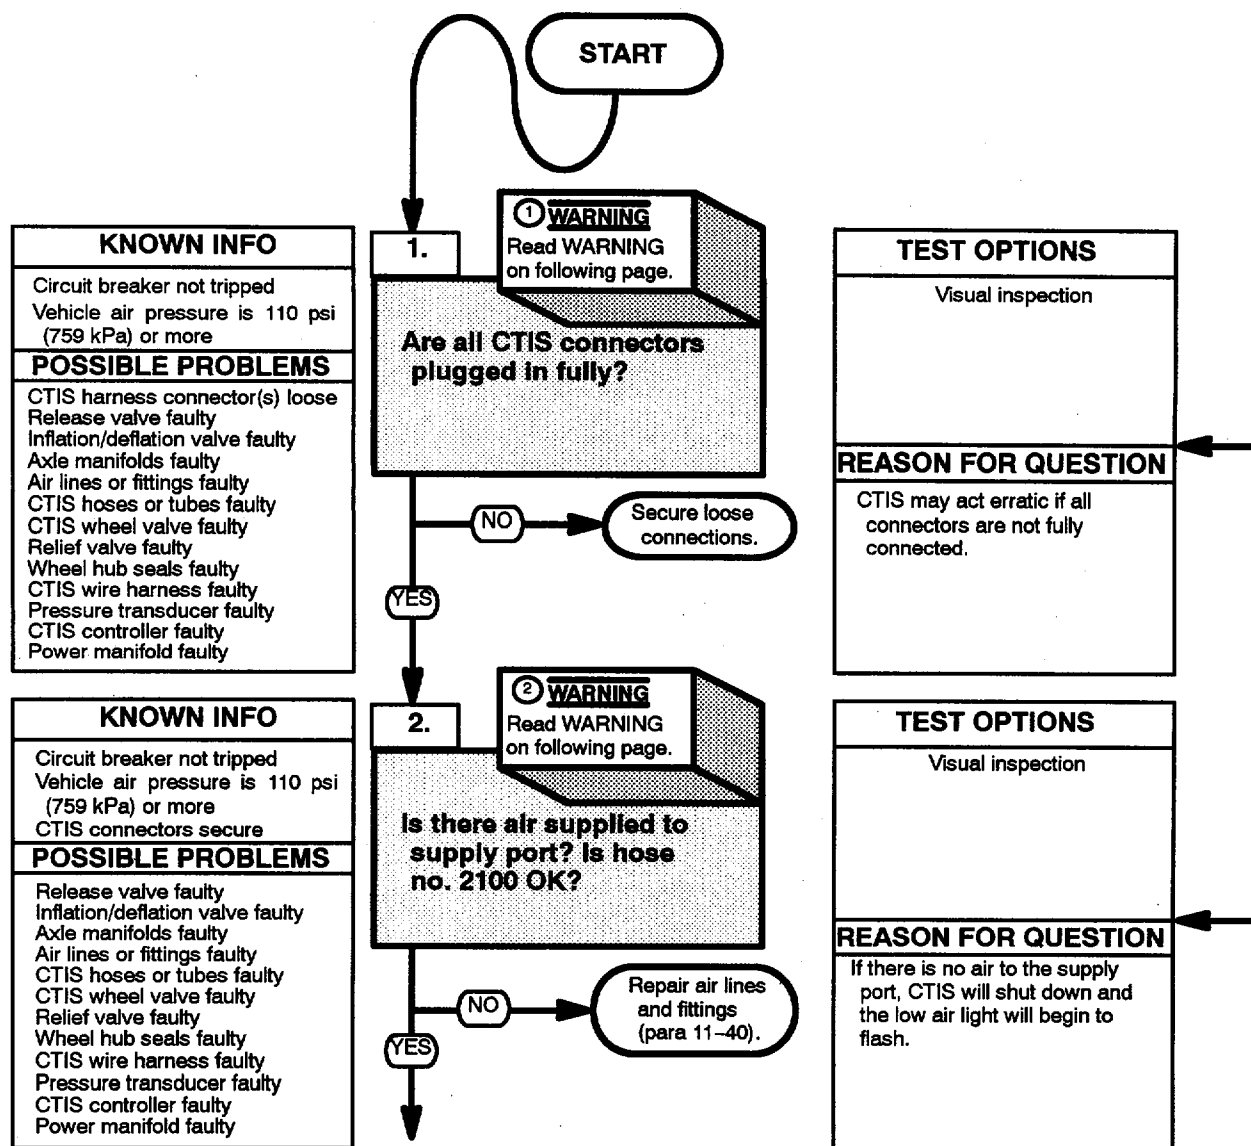 START
1.
① WARNING
Read WARNING
on following page.
Are all CTIS connectors
plugged in fully?
KNOWN INFO
Circuit breaker not tripped
Vehicle air pressure is 110 psi
(759 kPa) or more
POSSIBLE PROBLEMS
CTIS harness connector(s) loose
Release valve faulty
Inflation/deflation valve faulty
Axle manifolds faulty
Air lines or fittings faulty
CTIS hoses or tubes faulty
CTIS wheel valve faulty
Relief valve faulty
Wheel hub seals faulty
CTIS wire harness faulty
Pressure transducer faulty
CTIS controller faulty
Power manifold faulty
TEST OPTIONS
Visual inspection
REASON FOR QUESTION
CTIS may act erratic if all
connectors are not fully
connected.
NO
Secure loose
connections.
YES
2.
② WARNING
Read WARNING
on following page.
Is there air supplied to
supply port? Is hose
no. 2100 OK?
KNOWN INFO
Circuit breaker not tripped
Vehicle air pressure is 110 psi
(759 kPa) or more
CTIS connectors secure
POSSIBLE PROBLEMS
Release valve faulty
Inflation/deflation valve faulty
Axle manifolds faulty
Air lines or fittings faulty
CTIS hoses or tubes faulty
CTIS wheel valve faulty
Relief valve faulty
Wheel hub seals faulty
CTIS wire harness faulty
Pressure transducer faulty
CTIS controller faulty
Power manifold faulty
TEST OPTIONS
Visual inspection
REASON FOR QUESTION
If there is no air to the supply
port, CTIS will shut down and
the low air light will begin to
flash.
NO
Repair air lines
and fittings
(para 11–40).
YES